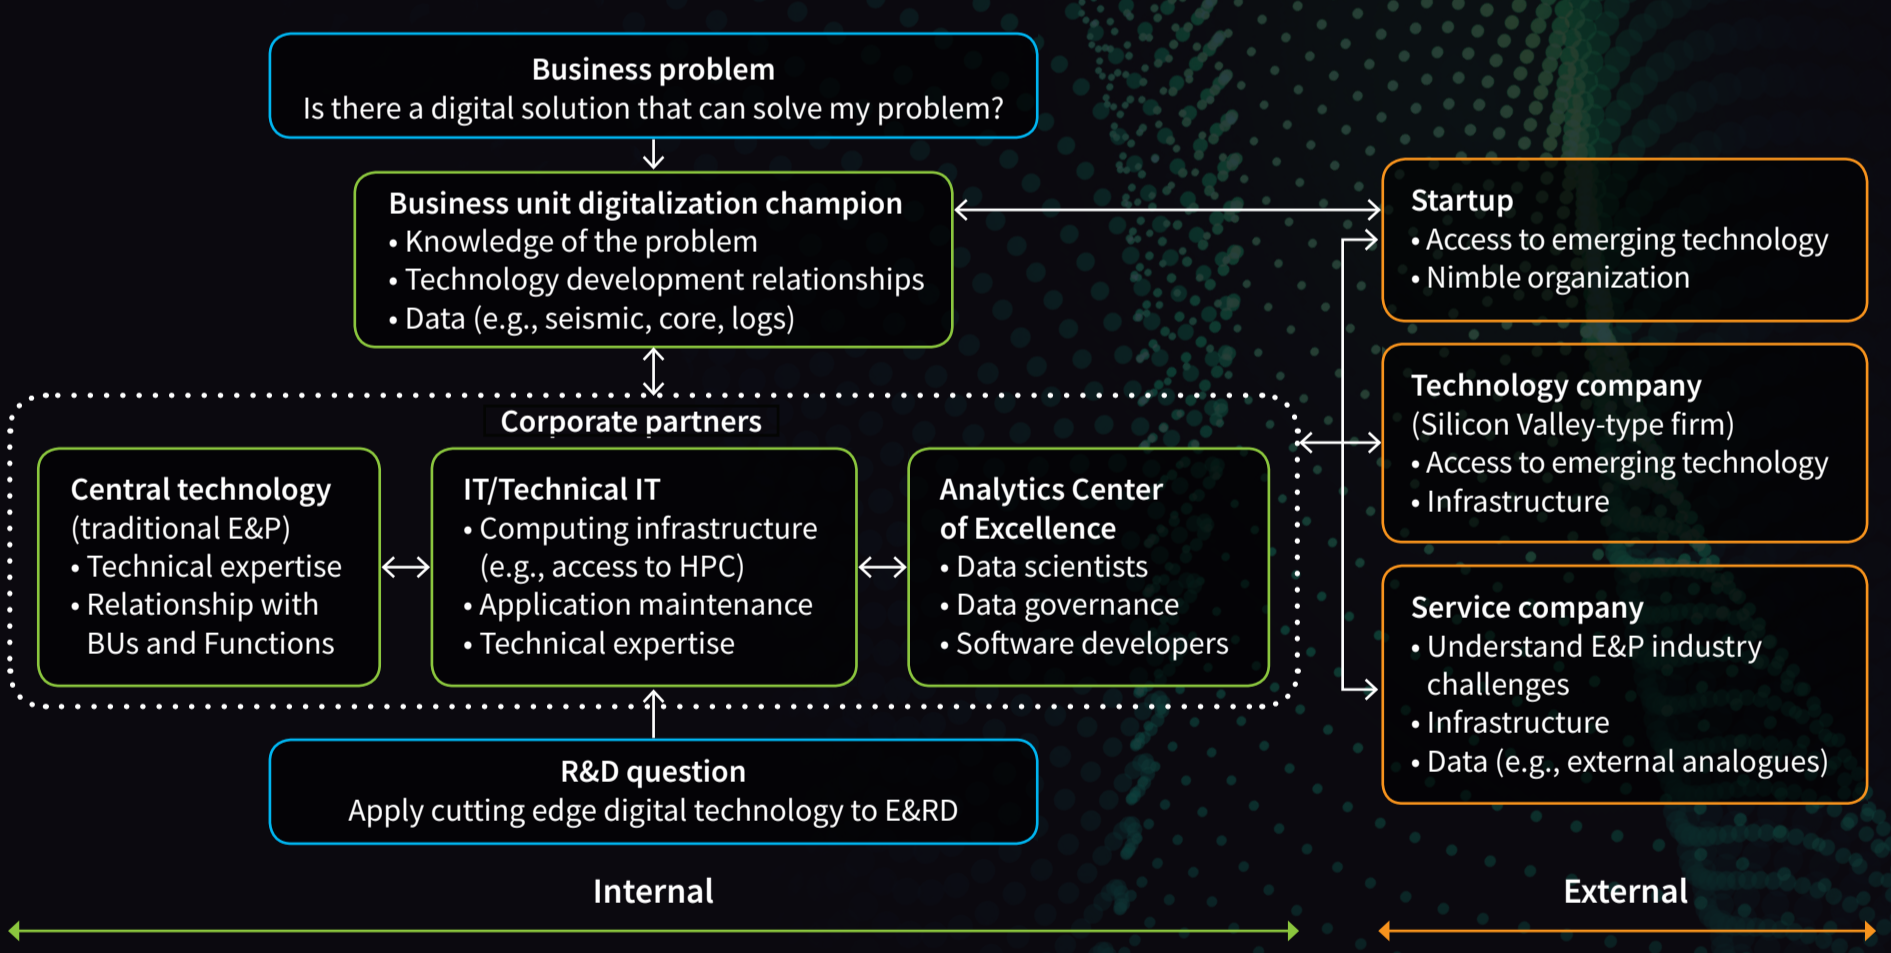 Business problem
Is there a digital solution that can solve my problem?
Business unit digitalization champion
• Knowledge of the problem
• Technology development relationships
• Data (e.g., seismic, core, logs)
Corporate partners
Central technology
(traditional E&P)
• Technical expertise
• Relationship with
BUs and Functions
IT/Technical IT
• Computing infrastructure
(e.g., access to HPC)
• Application maintenance
• Technical expertise
Analytics Center
of Excellence
• Data scientists
• Data governance
• Software developers
R&D question
Apply cutting edge digital technology to E&RD
Internal
Startup
• Access to emerging technology
• Nimble organization
Technology company
(Silicon Valley-type firm)
• Access to emerging technology
• Infrastructure
Service company
• Understand E&P industry
challenges
• Infrastructure
• Data (e.g., external analogues)
External